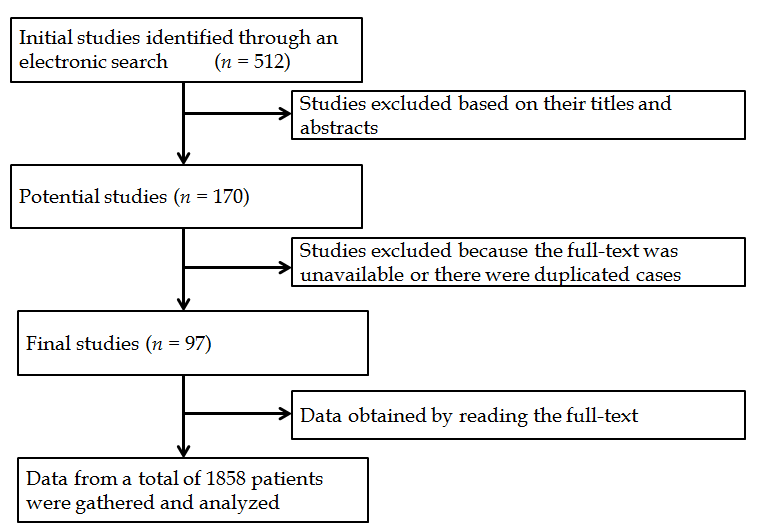 Initial studies identified through an
electronic search (n = 512)
Studies excluded based on their titles and
abstracts
Potential studies (n = 170)
Studies excluded because the full-text was
unavailable or there were duplicated cases
Final studies (n = 97)
Data obtained by reading the full-text
Data from a total of 1858 patients
were gathered and analyzed